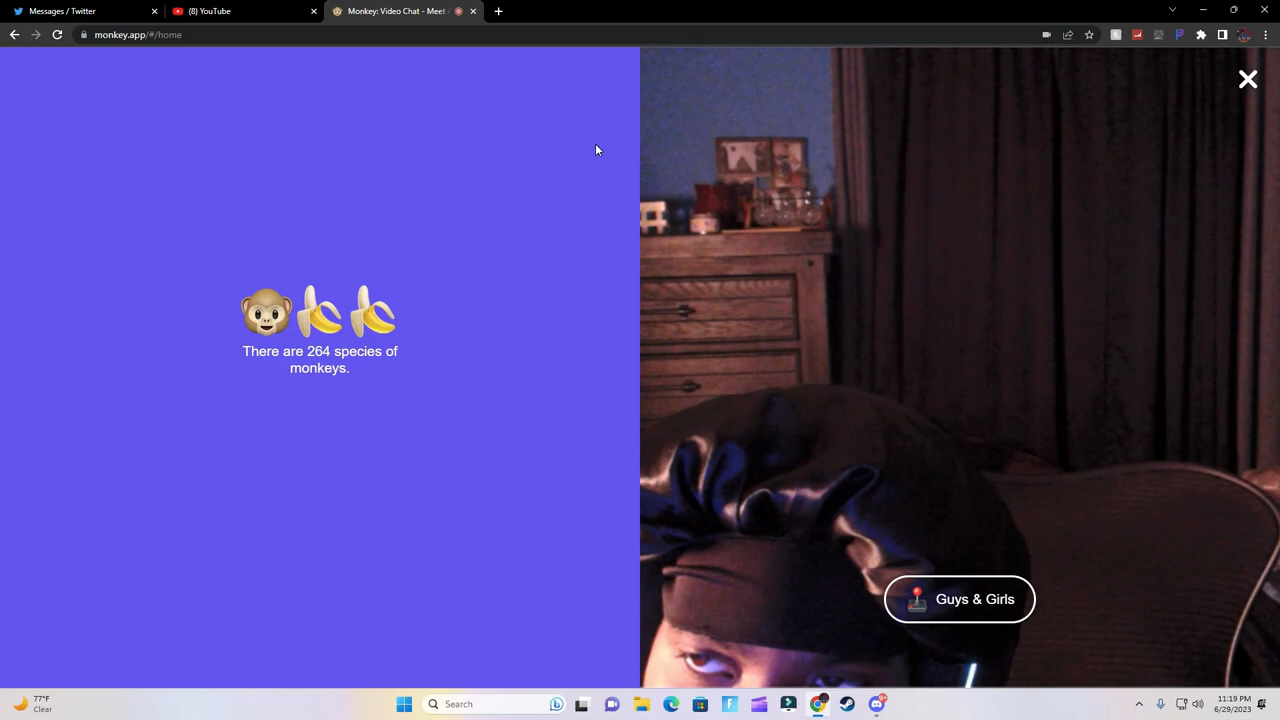 Messages / Twitter
(8) YouTube
Monkey: Video Chat - Meet
monkey.app/#/home
There are 264 species of
monkeys.
Guys & Girls
77°F
Clear
Search
11:19 PM
6/29/2023